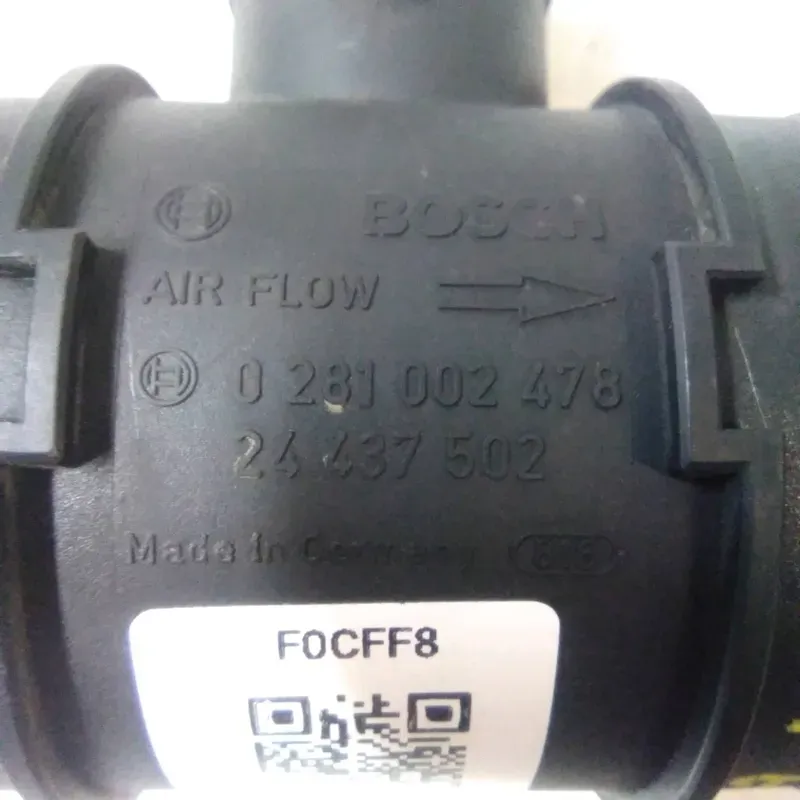 BOSCH
AIR FLOW
0 281 002 478
24 437 502
Made in Germany
F0CFF8